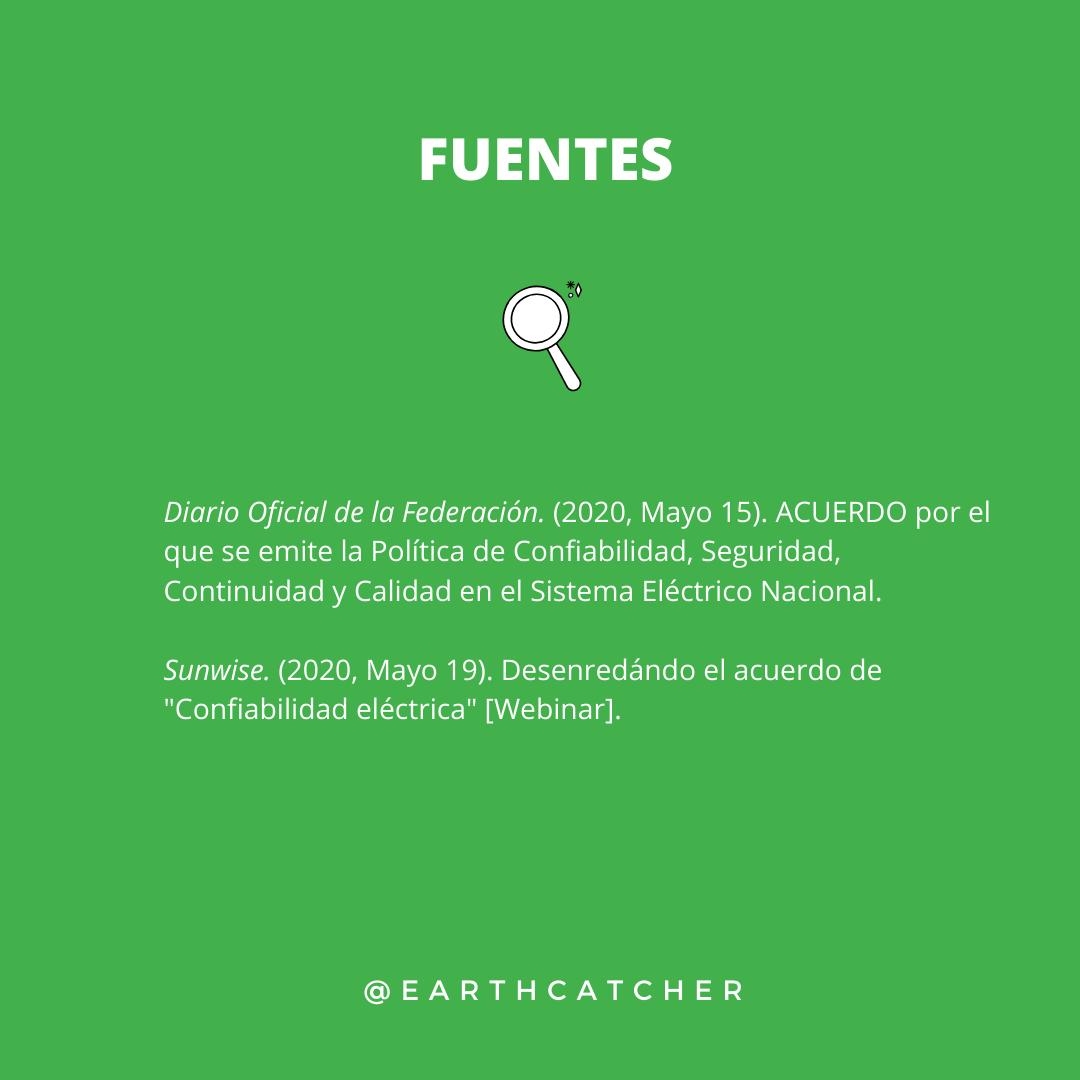 FUENTES
Diario Oficial de la Federación. (2020, Mayo 15). ACUERDO por el
que se emite la Política de Confiabilidad, Seguridad,
Continuidad y Calidad en el Sistema Eléctrico Nacional.
Sunwise. (2020, Mayo 19). Desenredándo el acuerdo de
"Confiabilidad eléctrica" [Webinar].
@EARTHCATCHER